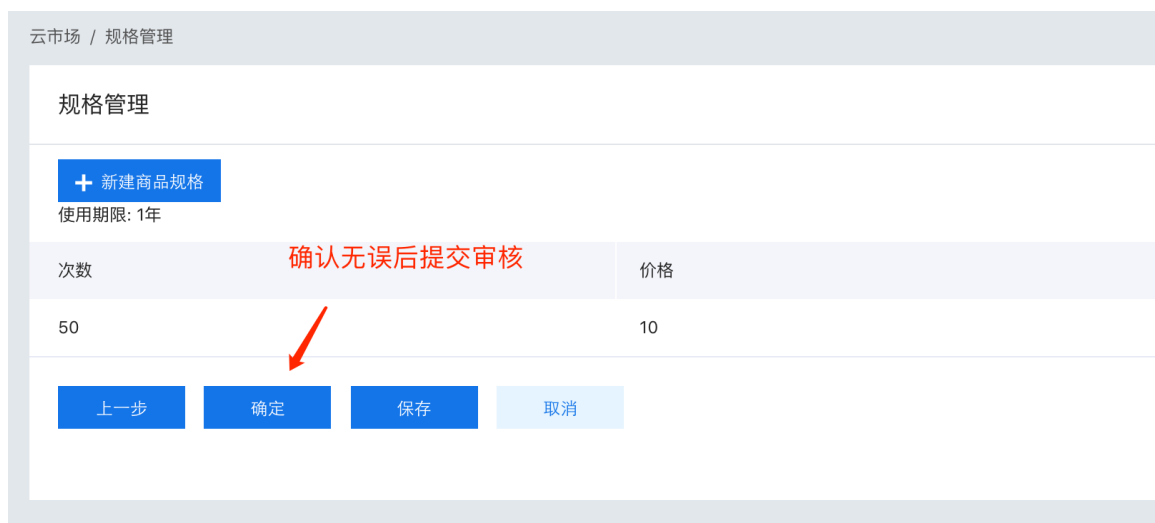 云市场 / 规格管理
规格管理
新建商品规格
使用期限: 1年
确认无误后提交审核
次数 价格
50 10
上一步 确定 保存 取消